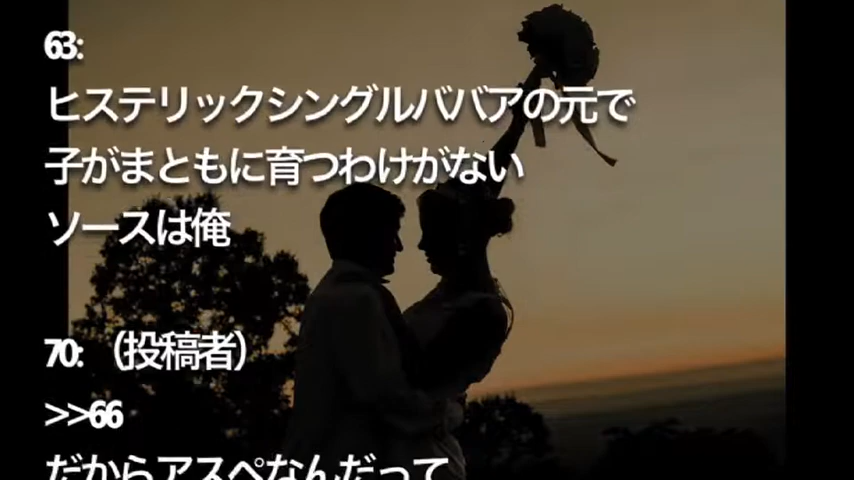 63:
ヒステリックシングルババアの元で
子がまともに育つわけがない
ソースは俺
70: （投稿者）
>>66
だからアスペなんだって